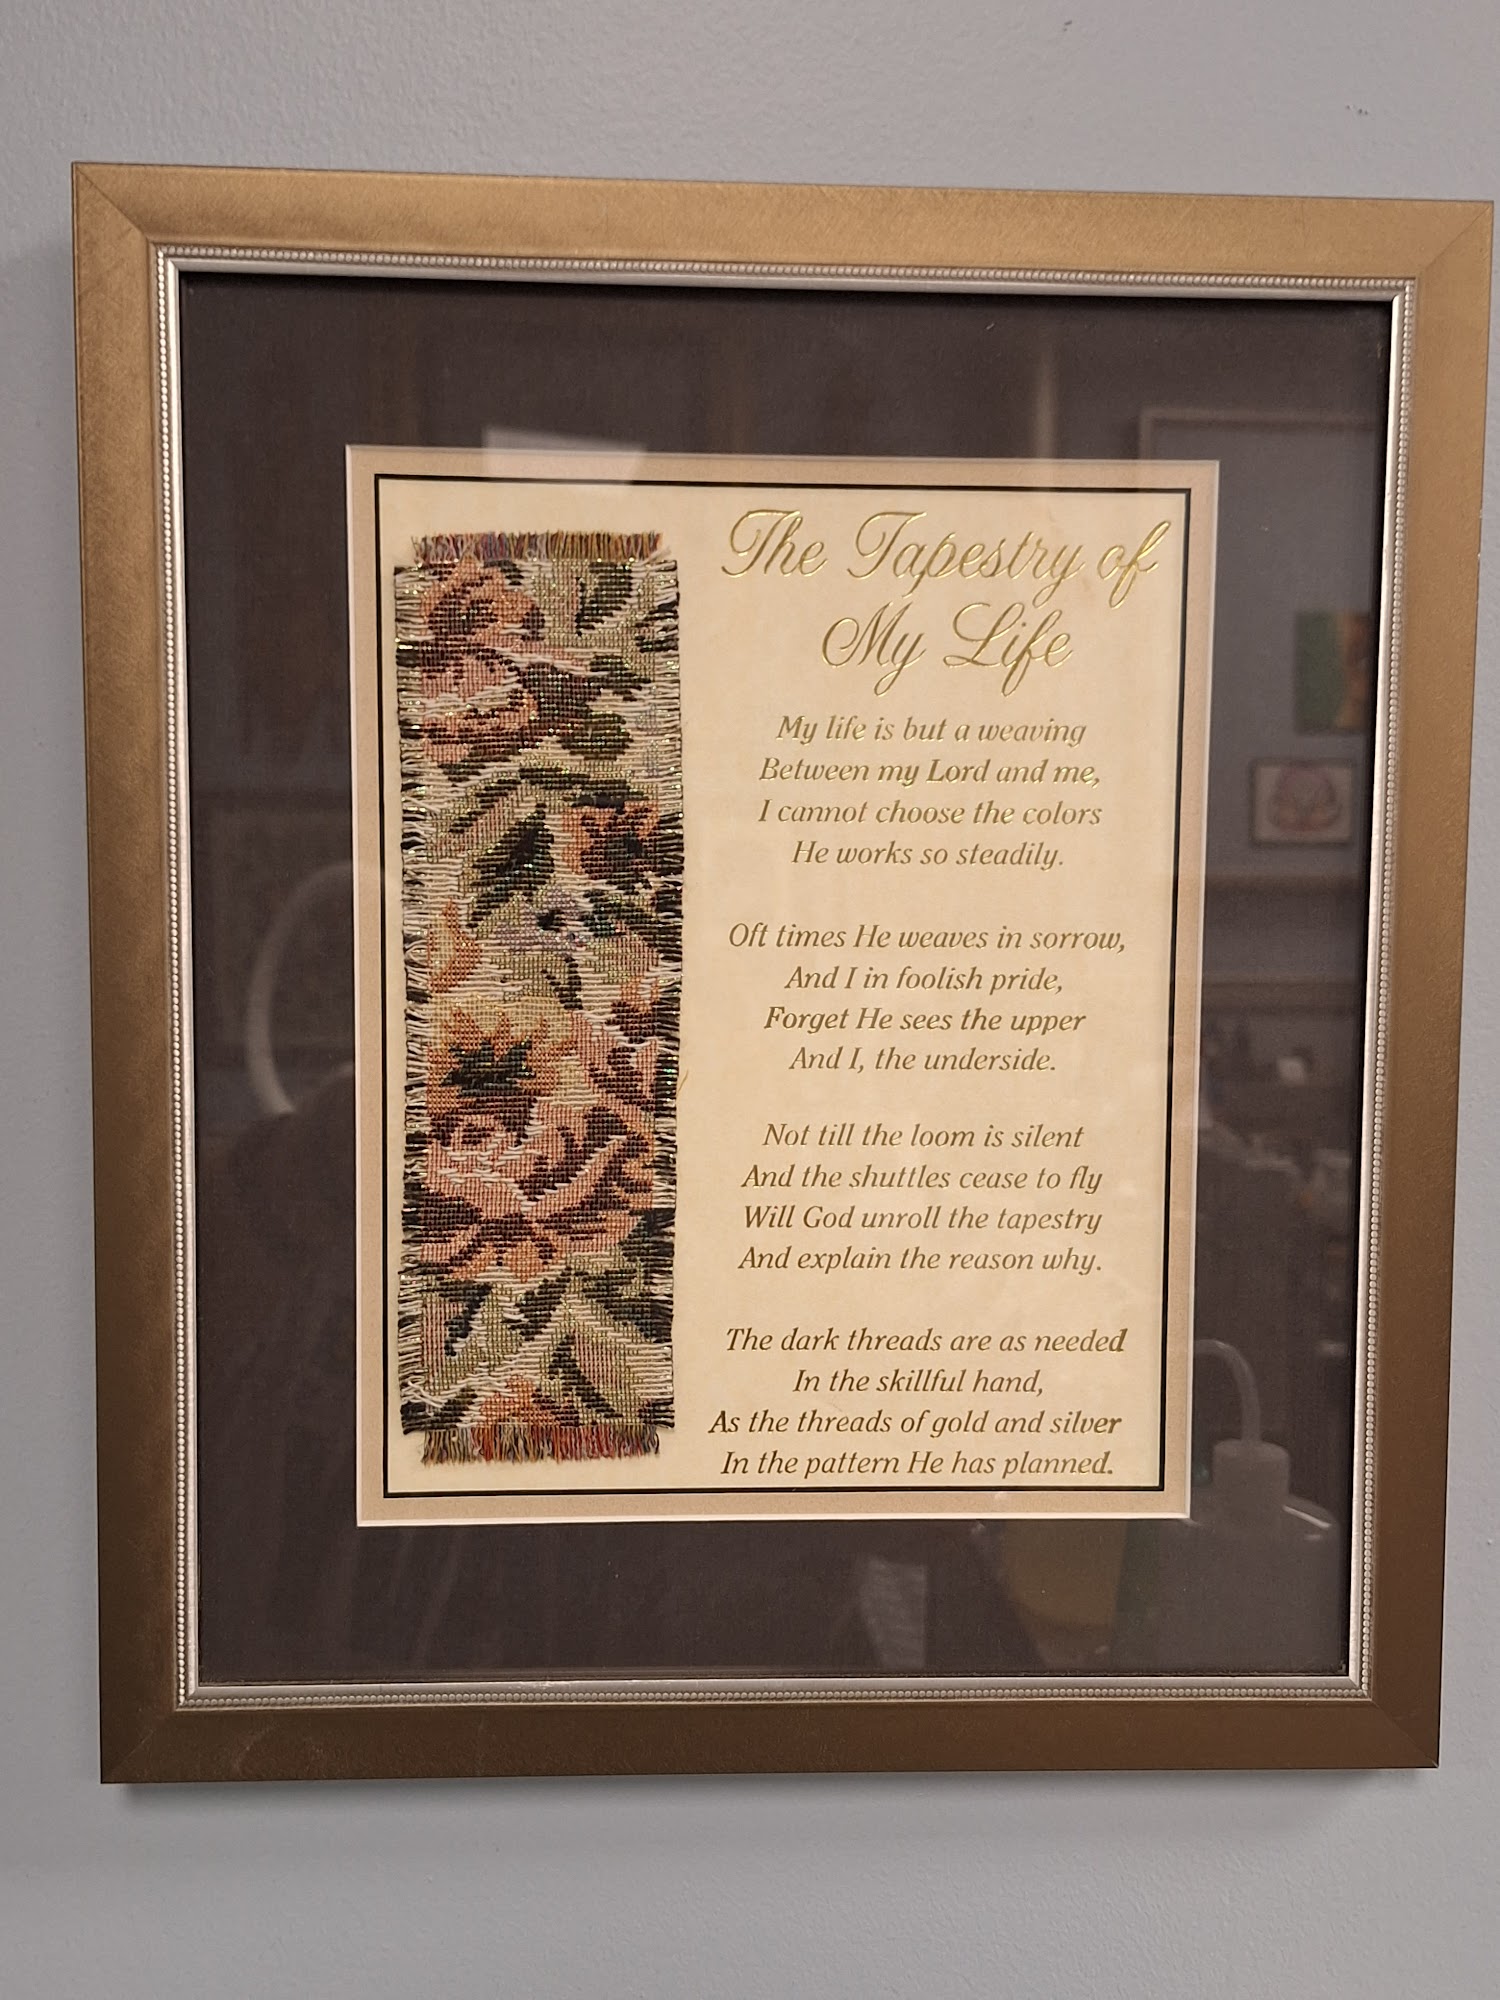 The Tapestry of
My Life
My life is but a weaving
Between my Lord and me,
I cannot choose the colors
He works so steadily.
Oft times He weaves in sorrow,
And I in foolish pride,
Forget He sees the upper
And I, the underside.
Not till the loom is silent
And the shuttles cease to fly
Will God unroll the tapestry
And explain the reason why.
The dark threads are as needed
In the skillful hand,
As the threads of gold and silver
In the pattern He has planned.